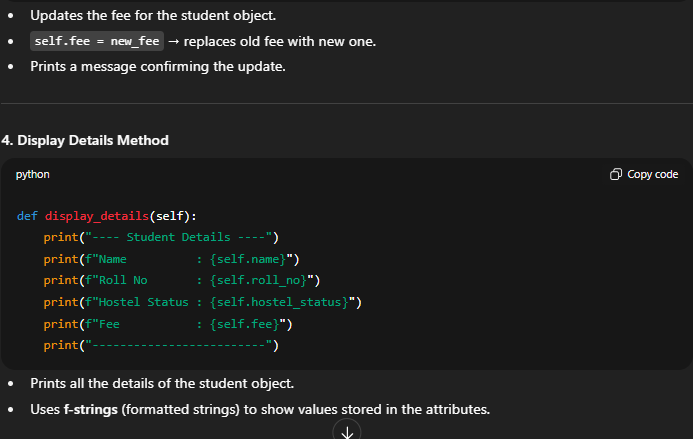 Updates the fee for the student object.
self.fee = new_fee → replaces old fee with new one.
Prints a message confirming the update.
4. Display Details Method
python
Copy code
def display_details(self):
    print("---- Student Details ----")
    print(f"Name          : {self.name}")
    print(f"Roll No       : {self.roll_no}")
    print(f"Hostel Status : {self.hostel_status}")
    print(f"Fee           : {self.fee}")
    print("-------------------------")
Prints all the details of the student object.
Uses f-strings (formatted strings) to show values stored in the attributes.